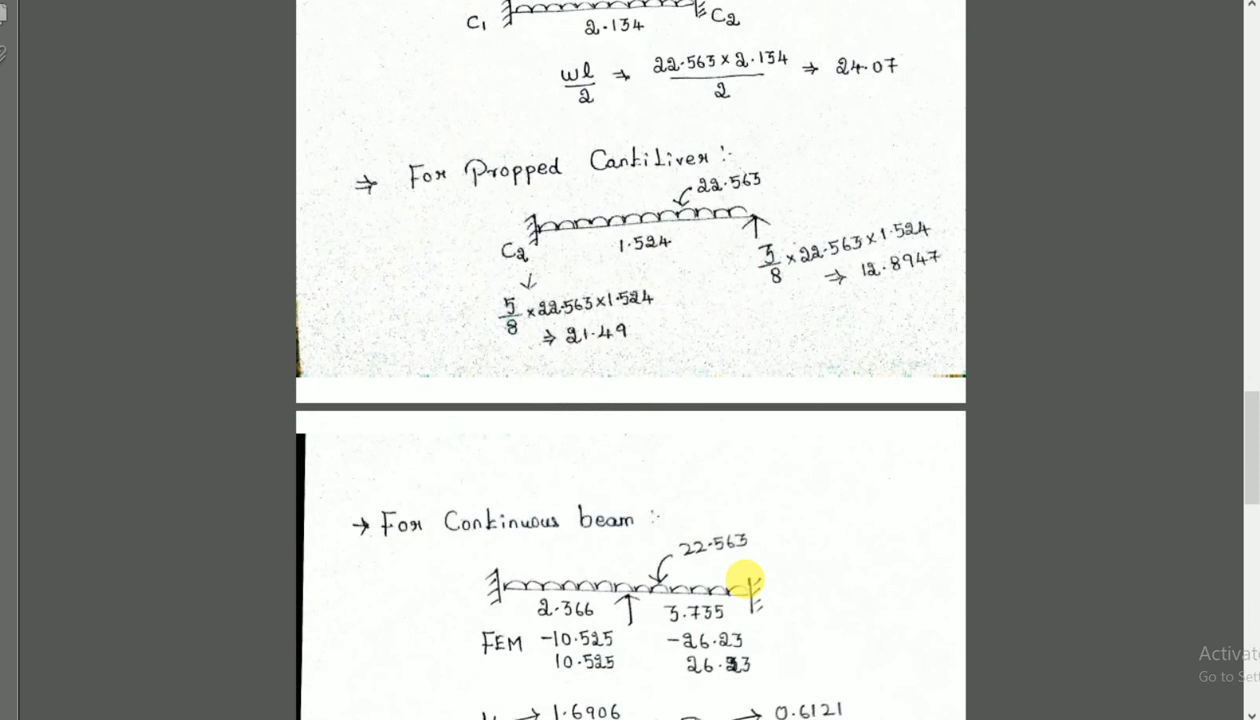 C1 2.134 C2
wl/2 → 22.563 x 2.134 / 2 ⇒ 24.07
⇒ For Propped CantiLiver :-
22.563
C2 1.524
3/8 x 22.563 x 1.524
⇒ 12.8947
5/8 x 22.563 x 1.524
⇒ 21.49
→ For Continuous beam :-
22.563
2.366 3.735
FEM -10.525 -26.23
10.525 26.23
→ 1.6906 → 0.6121
Activat
Go to Set